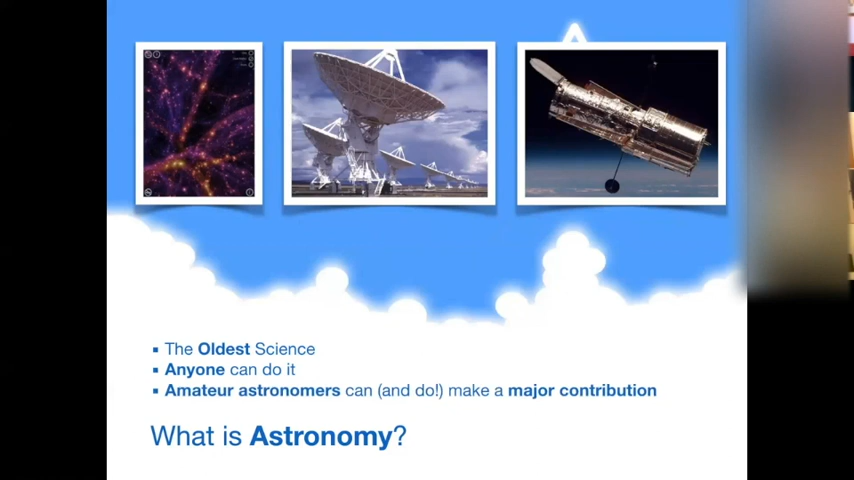 The Oldest Science
Anyone can do it
Amateur astronomers can (and do!) make a major contribution
What is Astronomy?